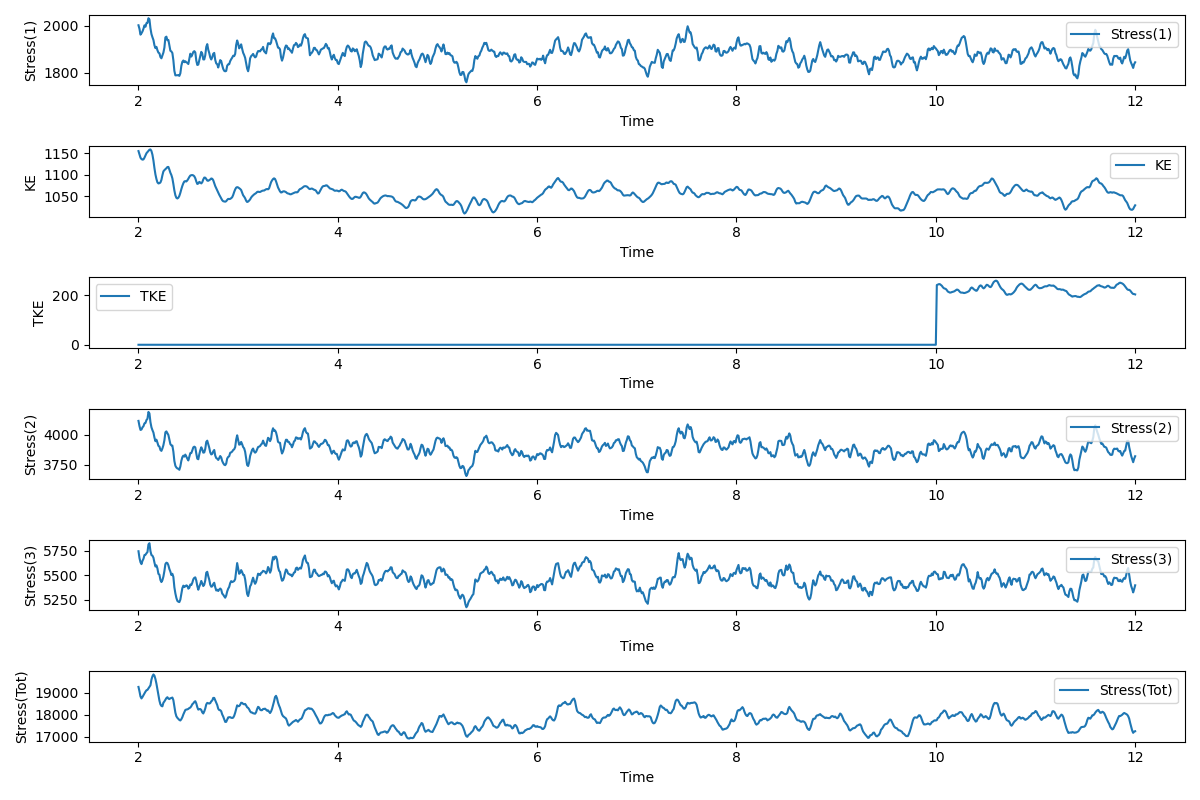 Stress(1)
2000
1800
Stress(1)
2 4 6 8 10 12
Time
KE
1150
1100
1050
KE
2 4 6 8 10 12
Time
TKE
200
0
TKE
2 4 6 8 10 12
Time
Stress(2)
4000
3750
Stress(2)
2 4 6 8 10 12
Time
Stress(3)
5750
5500
5250
Stress(3)
2 4 6 8 10 12
Time
Stress(Tot)
19000
18000
17000
Stress(Tot)
2 4 6 8 10 12
Time